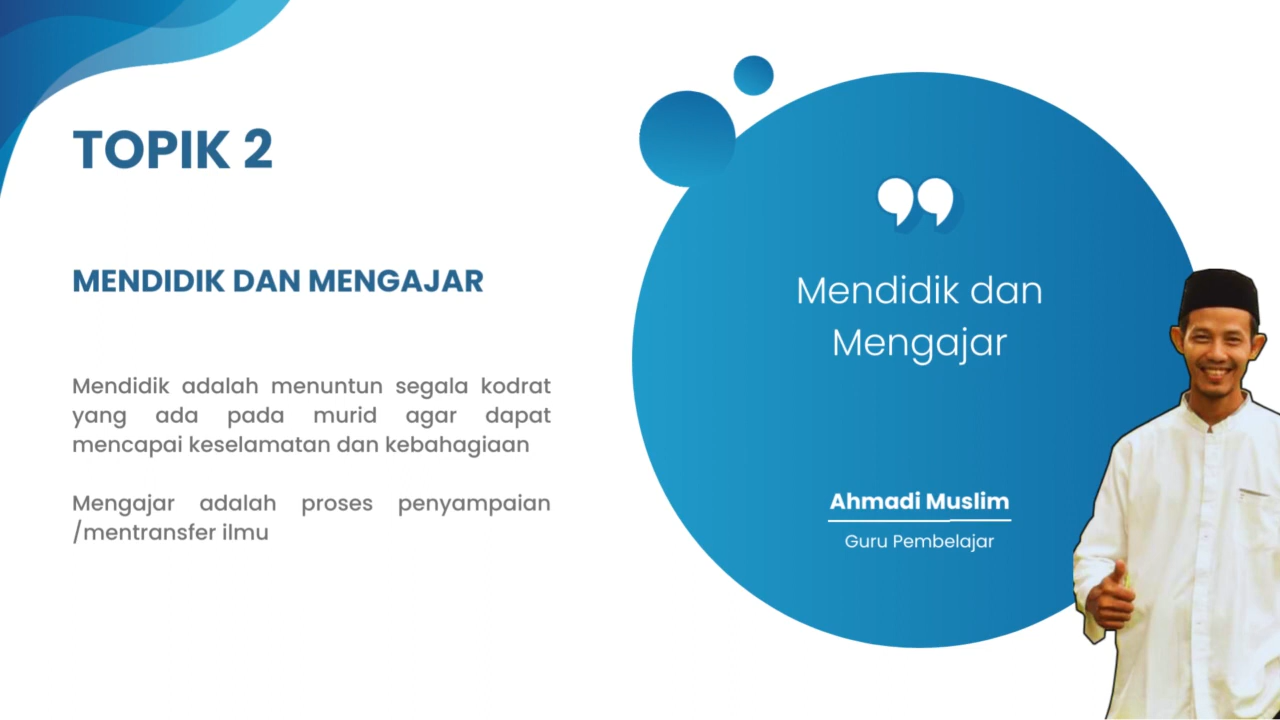 TOPIK 2
MENDIDIK DAN MENGAJAR
Mendidik adalah menuntun segala kodrat
yang ada pada murid agar dapat
mencapai keselamatan dan kebahagiaan
Mengajar adalah proses penyampaian
/mentransfer ilmu
Mendidik dan
Mengajar
Ahmadi Muslim
Guru Pembelajar